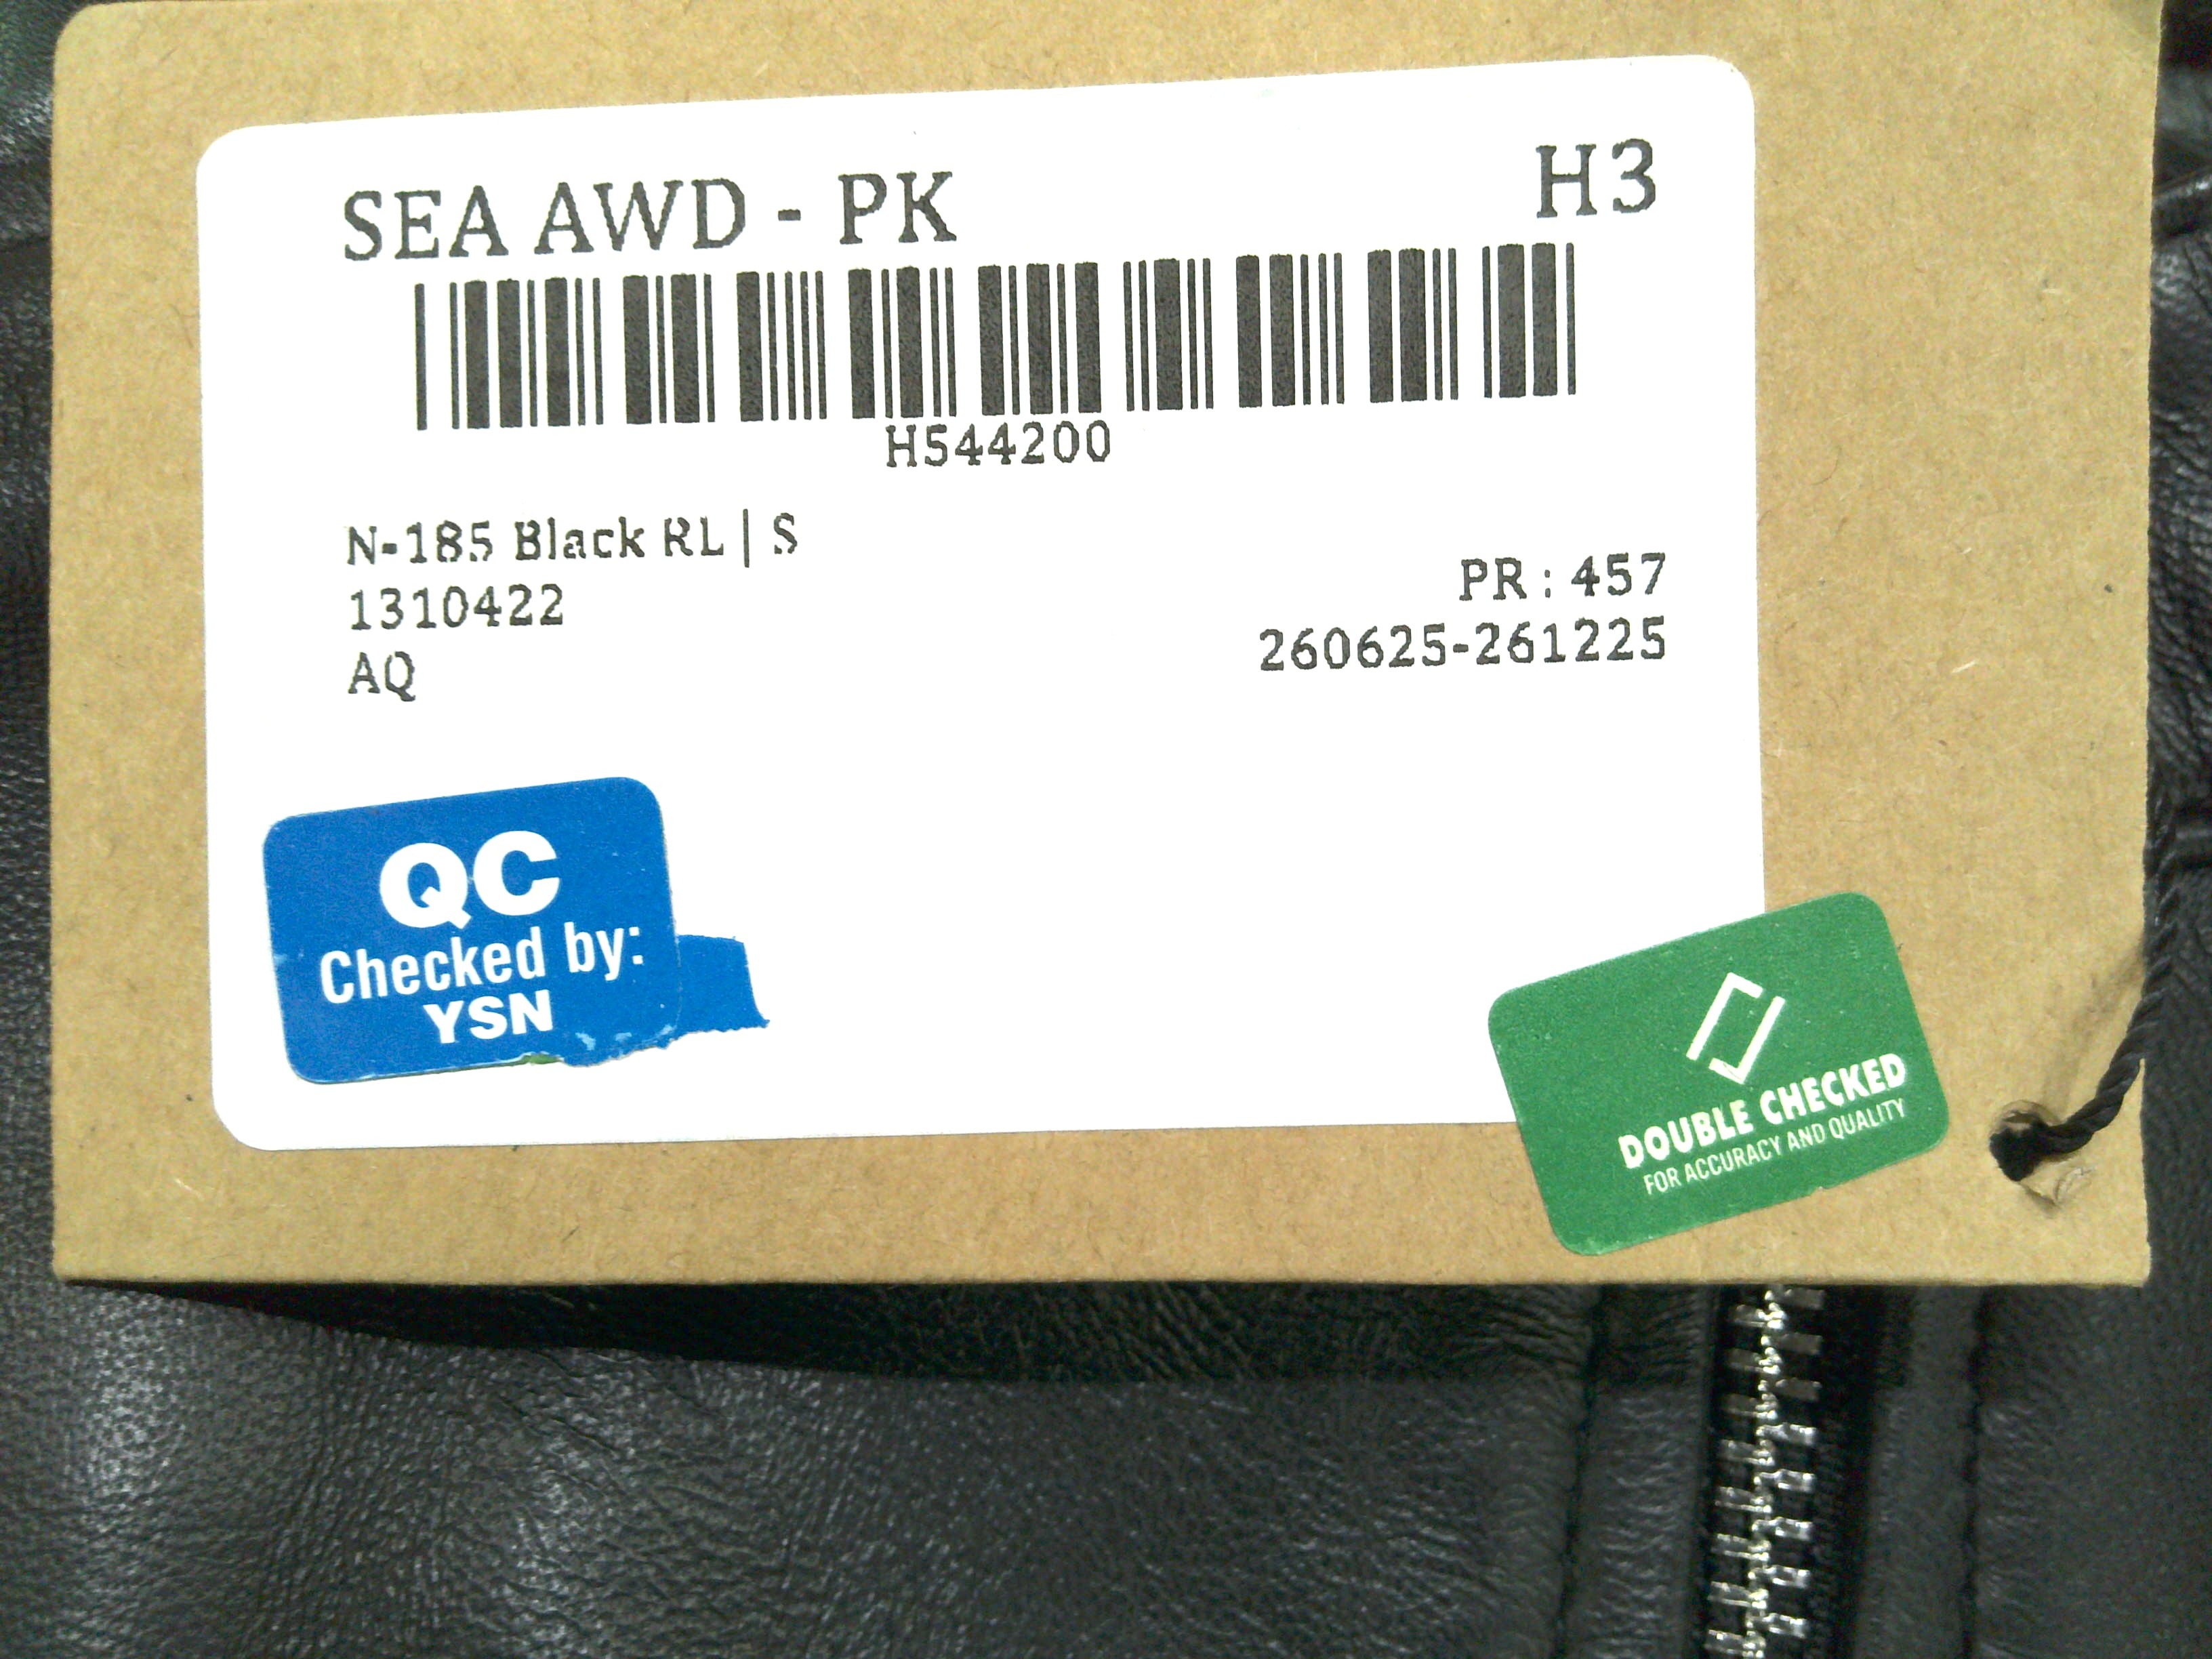 SEA AWD - PK
H3
H544200
N-185 Black RL | S
1310422
PR : 457
AQ
260625-261225
QC
Checked by:
YSN
DOUBLE CHECKED
FOR ACCURACY AND QUALITY